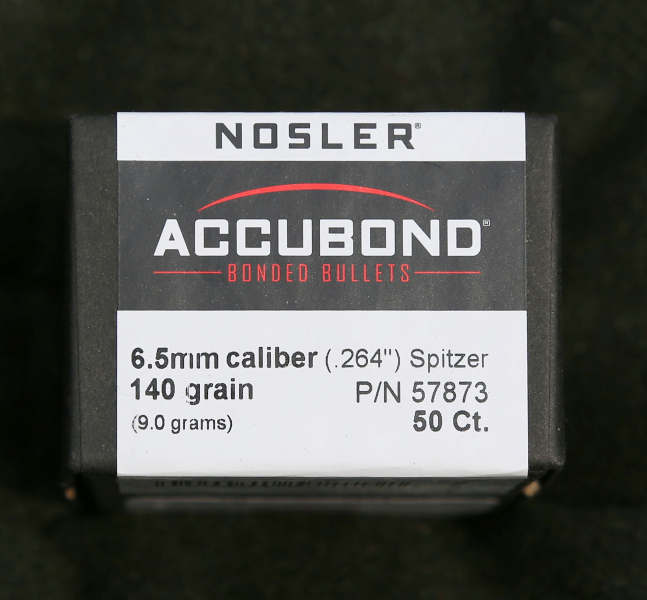 NOSLER®
ACCUBOND®
BONDED BULLETS
6.5mm caliber (.264") Spitzer
140 grain P/N 57873
(9.0 grams) 50 Ct.